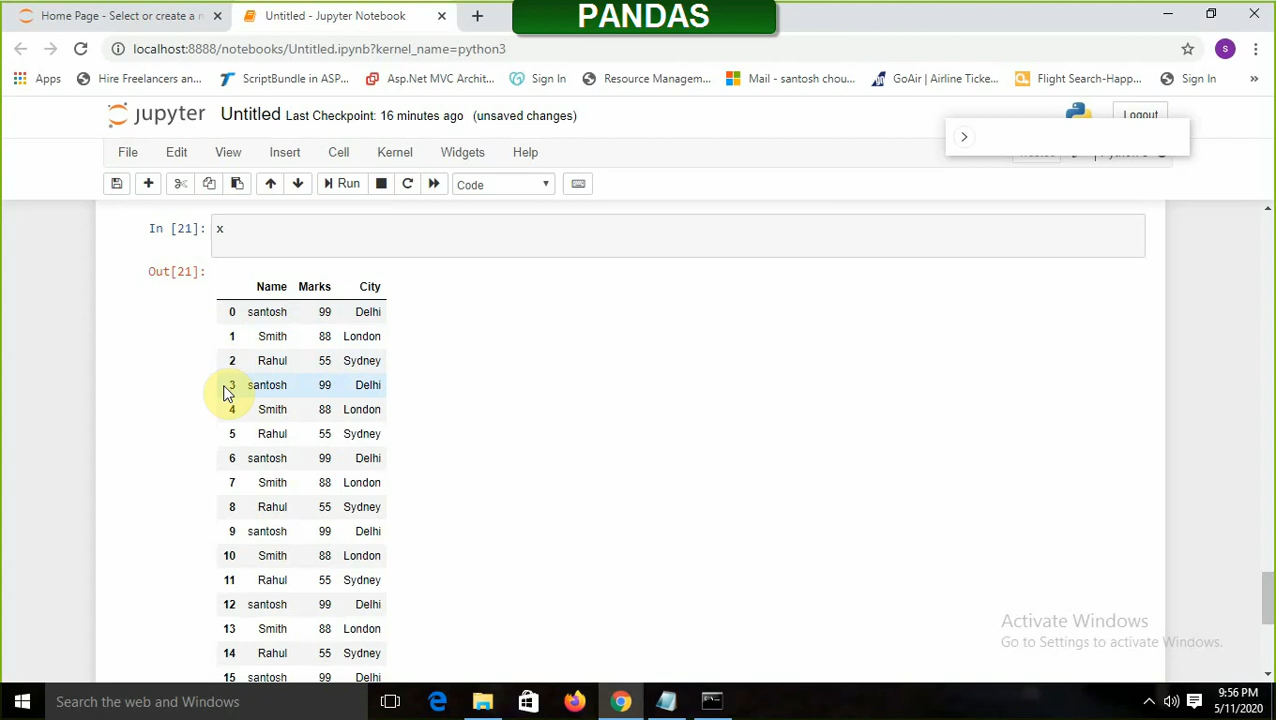 PANDAS
Home Page - Select or create a n
Untitled - Jupyter Notebook
localhost:8888/notebooks/Untitled.ipynb?kernel_name=python3
S
Apps
Hire Freelancers an...
ScriptBundle in ASP...
Asp.Net MVC Archit...
Sign In
Resource Managem...
Mail - santosh chou...
GoAir | Airline Ticke...
Flight Search-Happ...
Sign In
»
jupyter Untitled Last Checkpoint: 16 minutes ago (unsaved changes)
Logout
File Edit View Insert Cell Kernel Widgets Help
Run
Code
In [21]: x
Out[21]:
Name Marks City
0 santosh 99 Delhi
1 Smith 88 London
2 Rahul 55 Sydney
3 santosh 99 Delhi
4 Smith 88 London
5 Rahul 55 Sydney
6 santosh 99 Delhi
7 Smith 88 London
8 Rahul 55 Sydney
9 santosh 99 Delhi
10 Smith 88 London
11 Rahul 55 Sydney
12 santosh 99 Delhi
13 Smith 88 London
14 Rahul 55 Sydney
15 santosh 99 Delhi
Activate Windows
Go to Settings to activate Windows.
Search the web and Windows
9:56 PM
5/11/2020